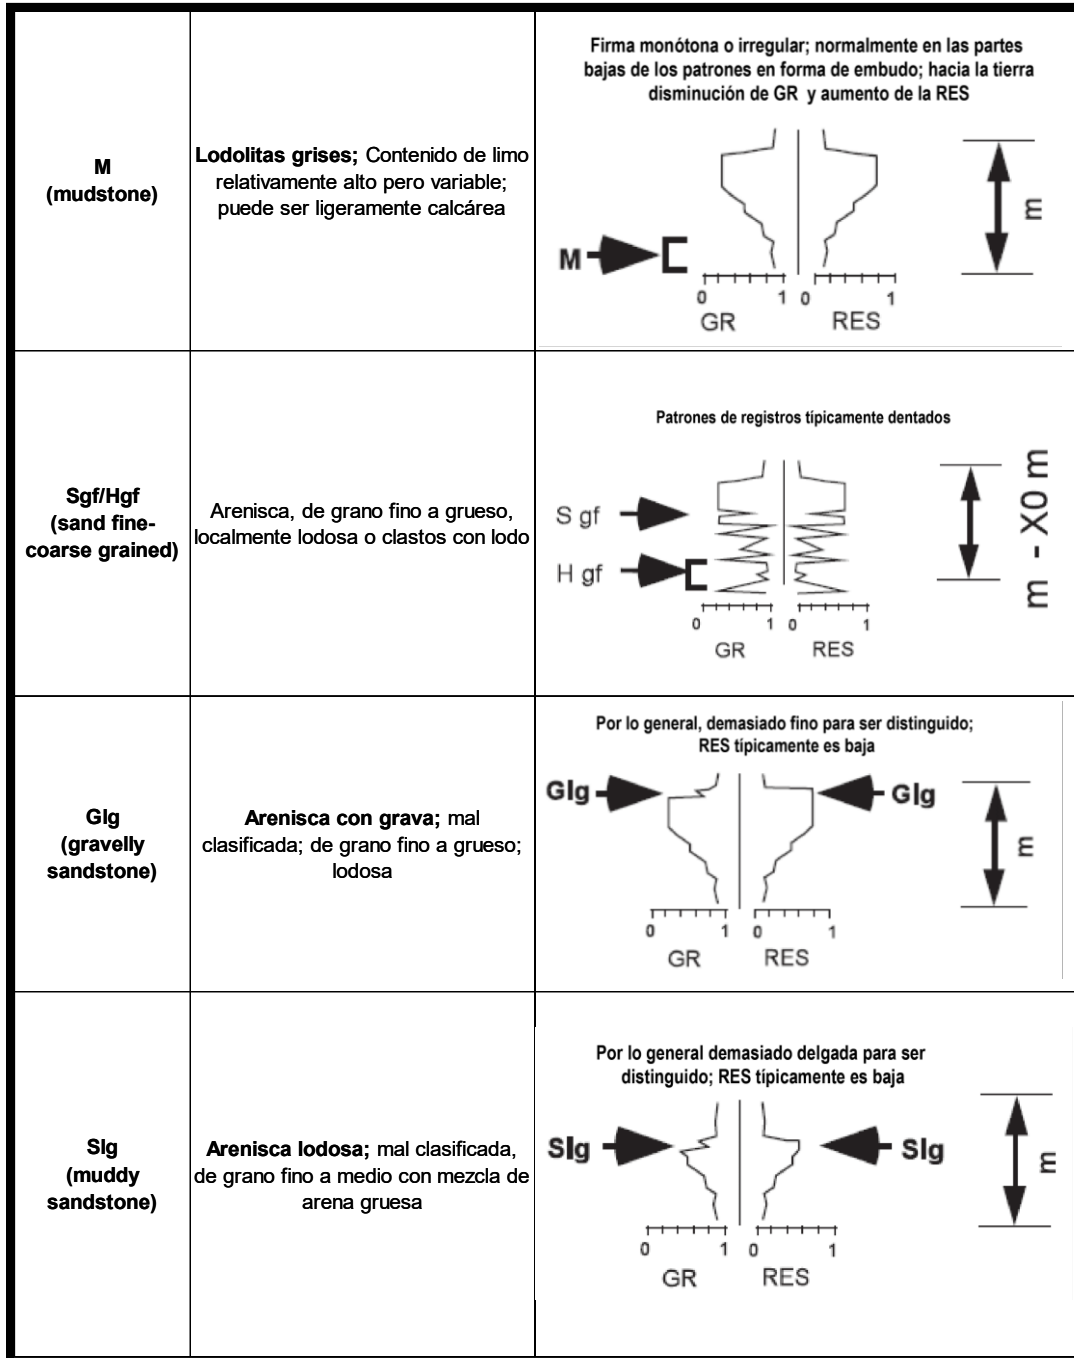 M
(mudstone)
Lodolitas grises; Contenido de limo
relativamente alto pero variable;
puede ser ligeramente calcárea
Firma monótona o irregular; normalmente en las partes
bajas de los patrones en forma de embudo; hacia la tierra
disminución de GR y aumento de la RES
M
m
0 1 0 1
GR RES
Sgf/Hgf
(sand fine-
coarse grained)
Arenisca, de grano fino a grueso,
localmente lodosa o clastos con lodo
Patrones de registros típicamente dentados
S gf
H gf
m - X0 m
0 1 0 1
GR RES
Glg
(gravelly
sandstone)
Arenisca con grava; mal
clasificada; de grano fino a grueso;
lodosa
Por lo general, demasiado fino para ser distinguido;
RES típicamente es baja
Glg Glg
m
0 1 0 1
GR RES
Slg
(muddy
sandstone)
Arenisca lodosa; mal clasificada,
de grano fino a medio con mezcla de
arena gruesa
Por lo general demasiado delgada para ser
distinguido; RES típicamente es baja
Slg Slg
m
0 1 0 1
GR RES